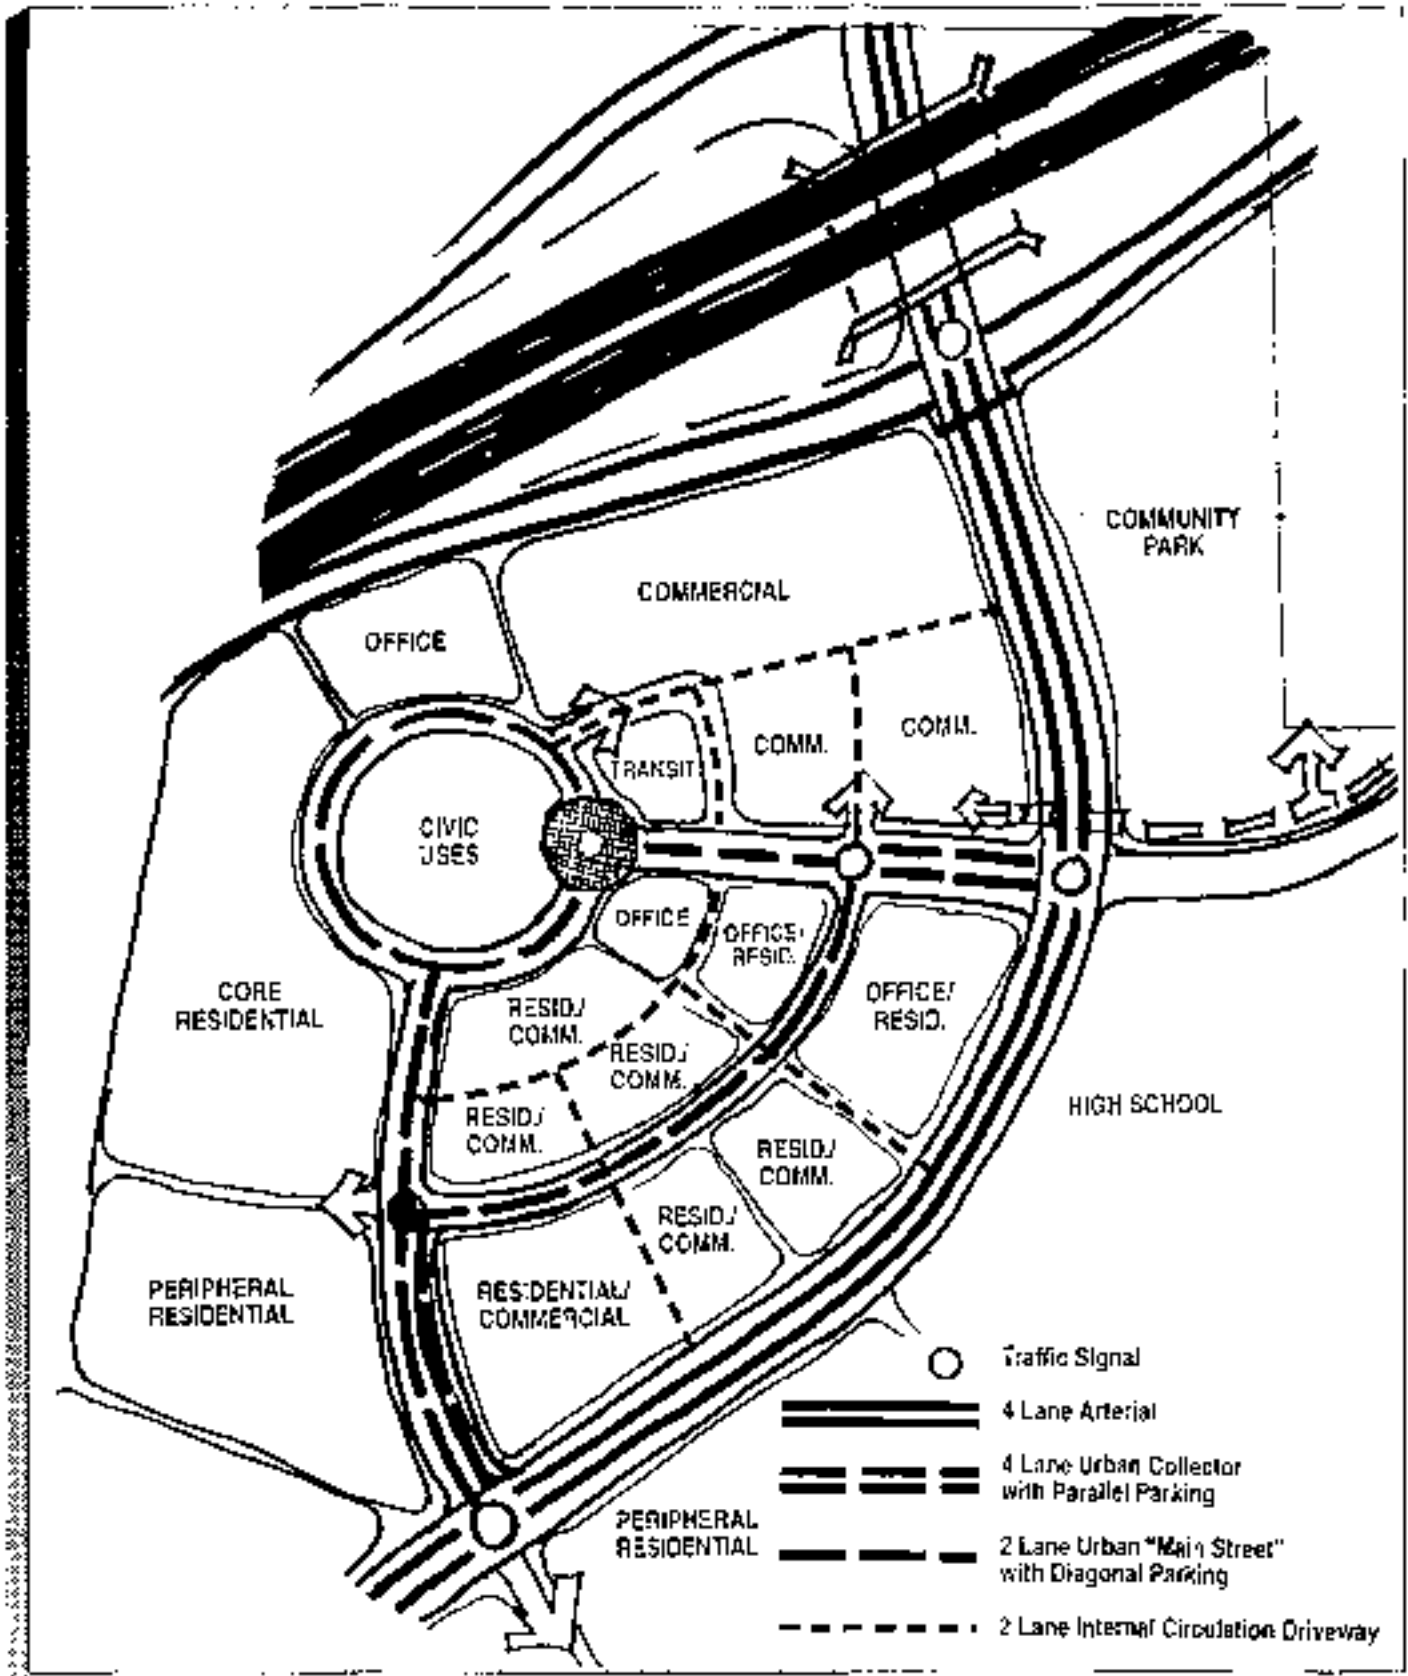 COMMUNITY
PARK
COMMERCIAL
OFFICE
COMM.
COMM.
TRANSIT
CIVIC
USES
OFFICE
OFFICE/
RESID.
OFFICE/
RESID.
CORE
RESIDENTIAL
RESID./
COMM.
RESID./
COMM.
RESID./
COMM.
HIGH SCHOOL
RESID./
COMM.
RESID./
COMM.
PERIPHERAL
RESIDENTIAL
RESIDENTIAL/
COMMERCIAL
PERIPHERAL
RESIDENTIAL
Traffic Signal
4 Lane Arterial
4 Lane Urban Collector
with Parallel Parking
2 Lane Urban "Main Street"
with Diagonal Parking
2 Lane Internal Circulation Driveway